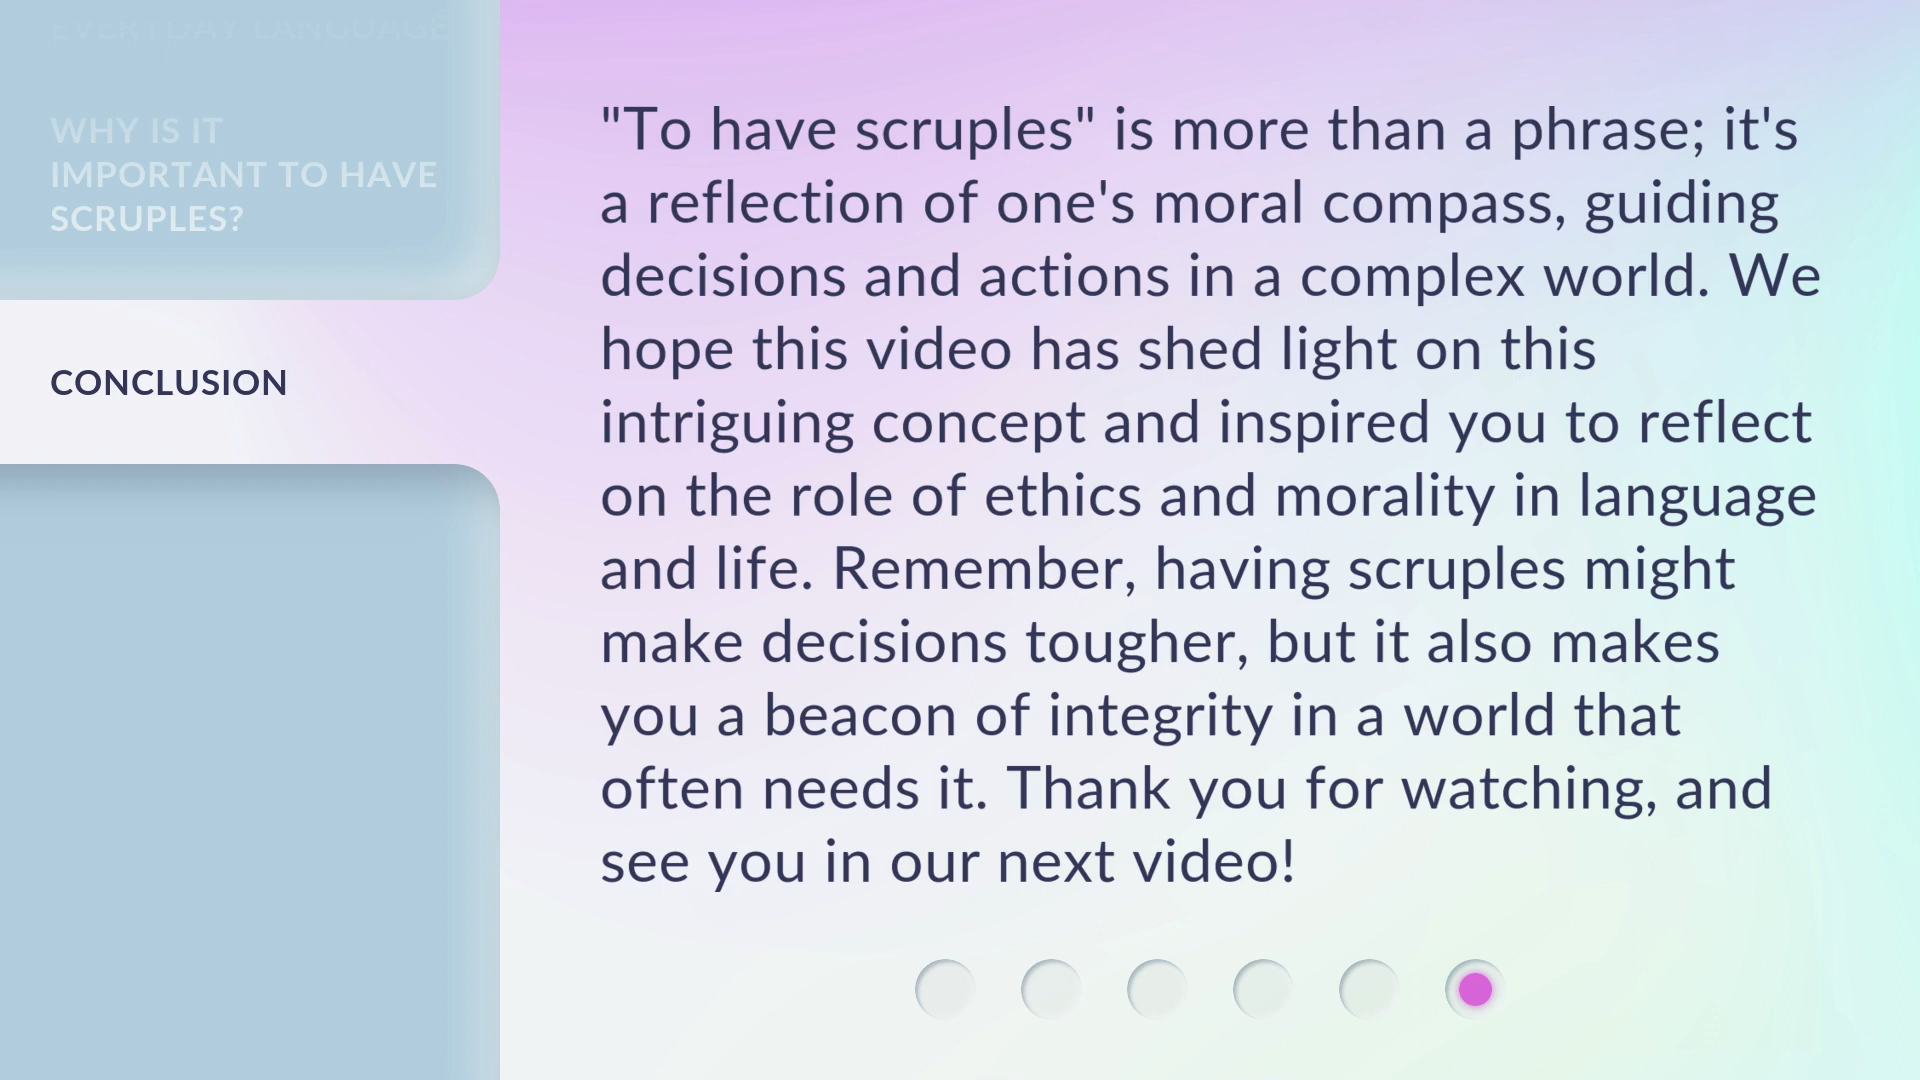 EVERYDAY LANGUAGE
WHY IS IT
IMPORTANT TO HAVE
SCRUPLES?
CONCLUSION
"To have scruples" is more than a phrase; it's
a reflection of one's moral compass, guiding
decisions and actions in a complex world. We
hope this video has shed light on this
intriguing concept and inspired you to reflect
on the role of ethics and morality in language
and life. Remember, having scruples might
make decisions tougher, but it also makes
you a beacon of integrity in a world that
often needs it. Thank you for watching, and
see you in our next video!